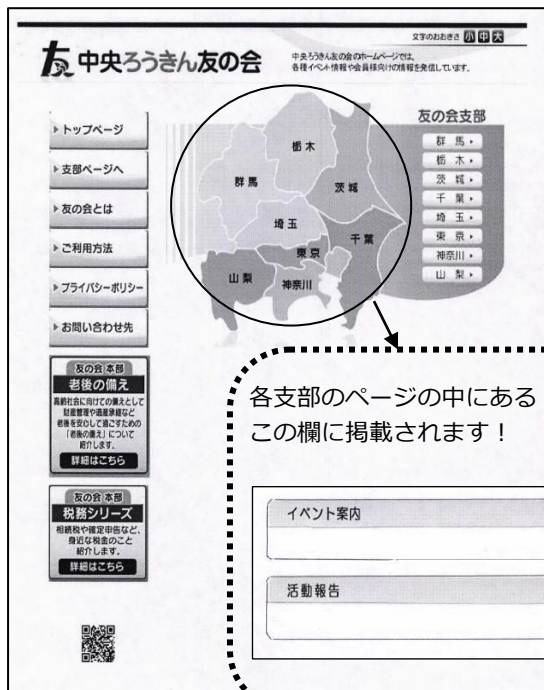 文字のおおきさ 小 中 大
友 中央ろうきん友の会
中央ろうきん友の会のホームページでは、
各種イベント情報や会員様向けの情報を発信しています。
トップページ
支部ページへ
友の会とは
ご利用方法
プライバシーポリシー
お問い合わせ先
栃木
群馬
茨城
埼玉
千葉
東京
山梨
神奈川
友の会支部
群馬
栃木
茨城
千葉
埼玉
東京
神奈川
山梨
友の会 本部
老後の備え
高齢社会に向けての備えとして
財産管理や遺産承継など
老後を安心して過ごすための
「老後の備え」について
紹介します。
詳細はこちら
友の会 本部
税務シリーズ
相続税や確定申告など、
身近な税金のこと
紹介します。
詳細はこちら
各支部のページの中にある
この欄に掲載されます！
イベント案内
活動報告